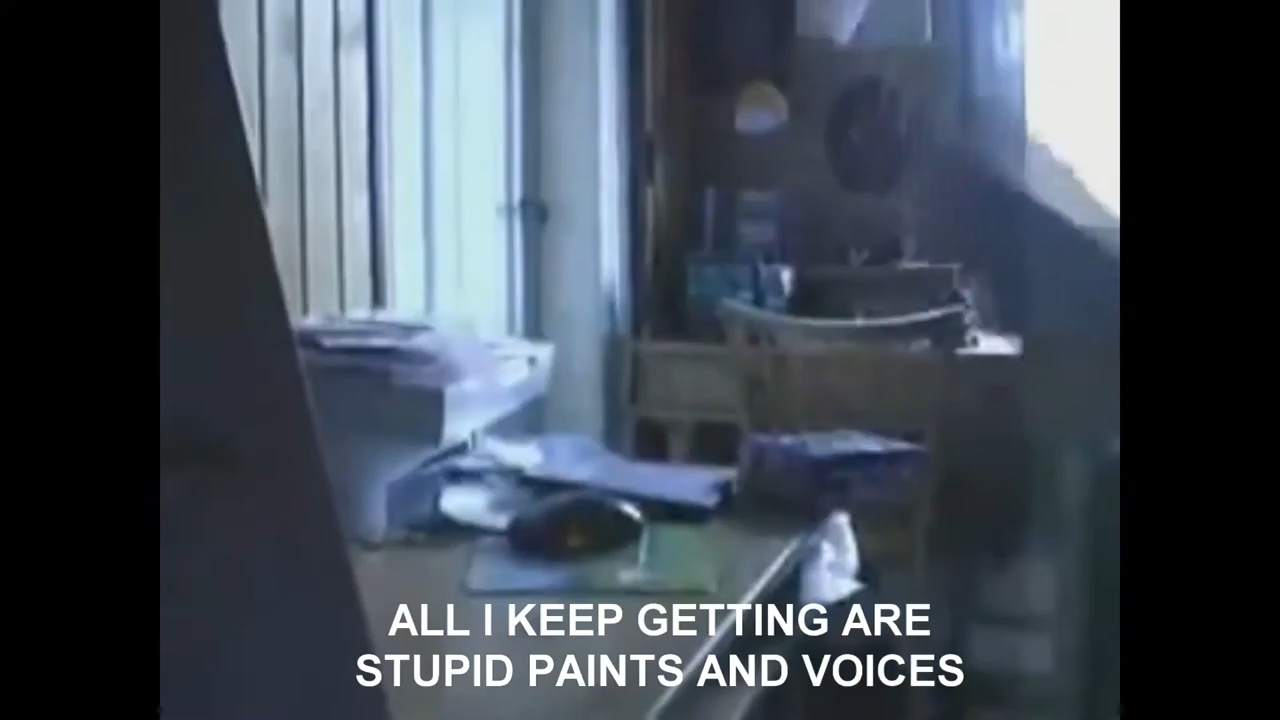 ALL I KEEP GETTING ARE
STUPID PAINTS AND VOICES